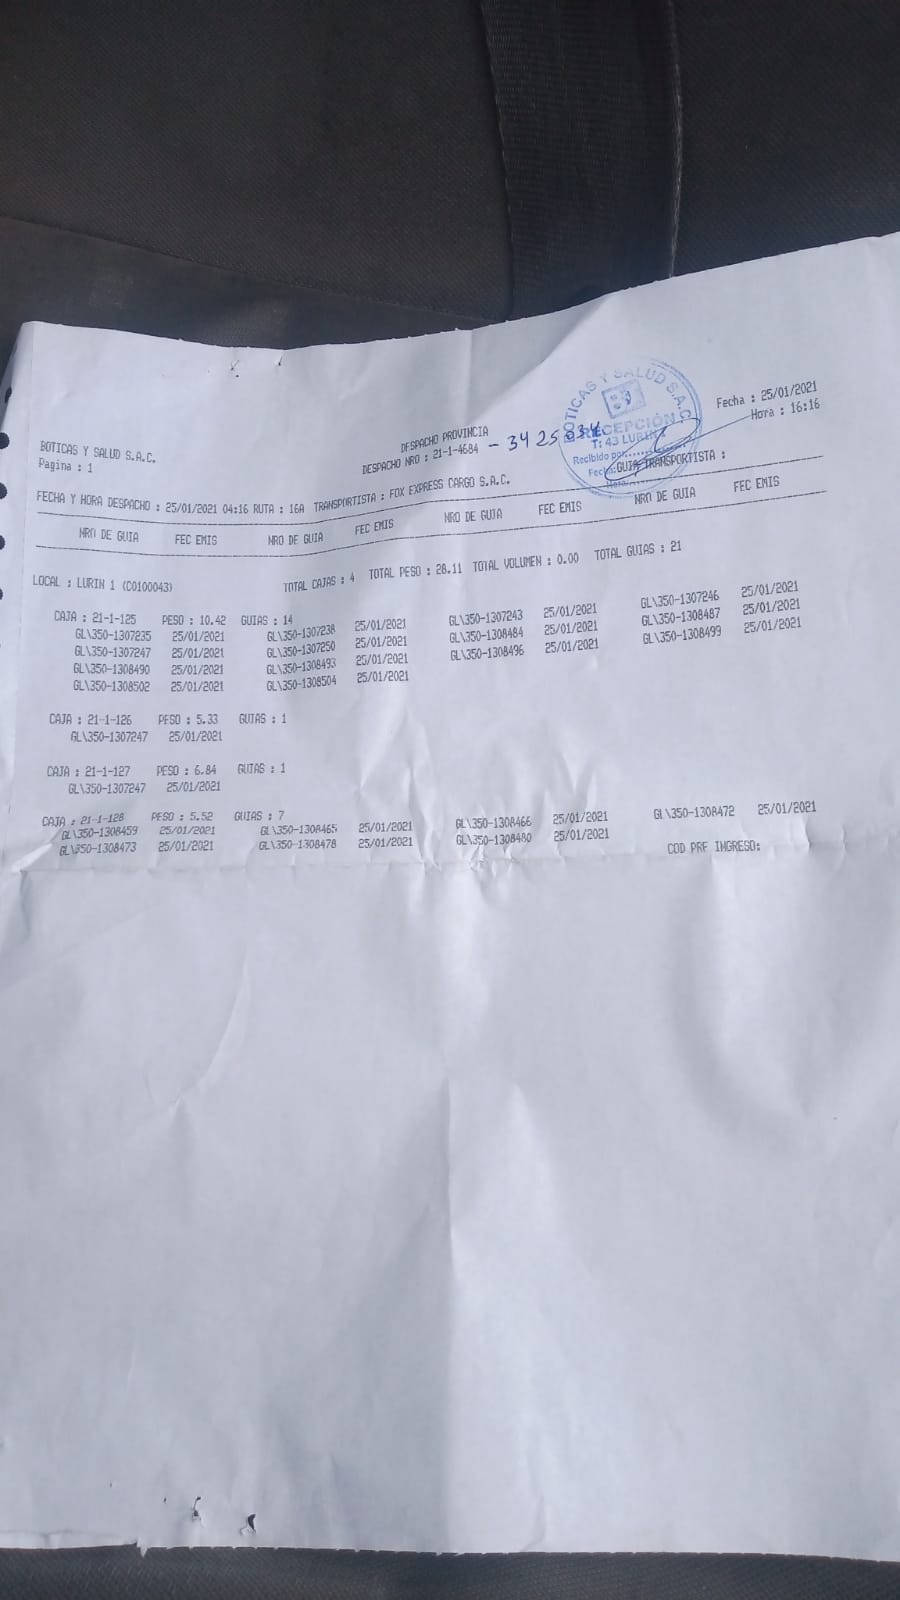 BOTICAS Y SALUD S.A.C.
Pagina : 1
DESPACHO PROVINCIA
DESPACHO NRO : 21-1-4684 - 3425034
Fecha : 25/01/2021
Hora : 16:16
BOTICAS Y SALUD S.A.C.
RECEPCIÓN
T: 43 LURIN 1
Recibido por:
Fecha:
Hora:
GUIA TRANSPORTISTA :
FECHA Y HORA DESPACHO : 25/01/2021 04:16 RUTA : 16A TRANSPORTISTA : FOX EXPRESS CARGO S.A.C.
NRO DE GUIA FEC EMIS NRO DE GUIA FEC EMIS NRO DE GUIA FEC EMIS NRO DE GUIA FEC EMIS
LOCAL : LURIN 1 (C0100043) TOTAL CAJAS : 4 TOTAL PESO : 28.11 TOTAL VOLUMEN : 0.00 TOTAL GUIAS : 21
CAJA : 21-1-125 PESO : 10.42 GUIAS : 14
GL\350-1307235 25/01/2021 GL\350-1307238 25/01/2021 GL\350-1307243 25/01/2021 GL\350-1307246 25/01/2021
GL\350-1307247 25/01/2021 GL\350-1307250 25/01/2021 GL\350-1308484 25/01/2021 GL\350-1308487 25/01/2021
GL\350-1308490 25/01/2021 GL\350-1308493 25/01/2021 GL\350-1308496 25/01/2021 GL\350-1308499 25/01/2021
GL\350-1308502 25/01/2021 GL\350-1308504 25/01/2021
CAJA : 21-1-126 PESO : 5.33 GUIAS : 1
GL\350-1307247 25/01/2021
CAJA : 21-1-127 PESO : 6.84 GUIAS : 1
GL\350-1307247 25/01/2021
CAJA : 21-1-128 PESO : 5.52 GUIAS : 7
GL\350-1308459 25/01/2021 GL\350-1308465 25/01/2021 GL\350-1308466 25/01/2021 GL\350-1308472 25/01/2021
GL\350-1308473 25/01/2021 GL\350-1308478 25/01/2021 GL\350-1308480 25/01/2021
COD PRE INGRESO: